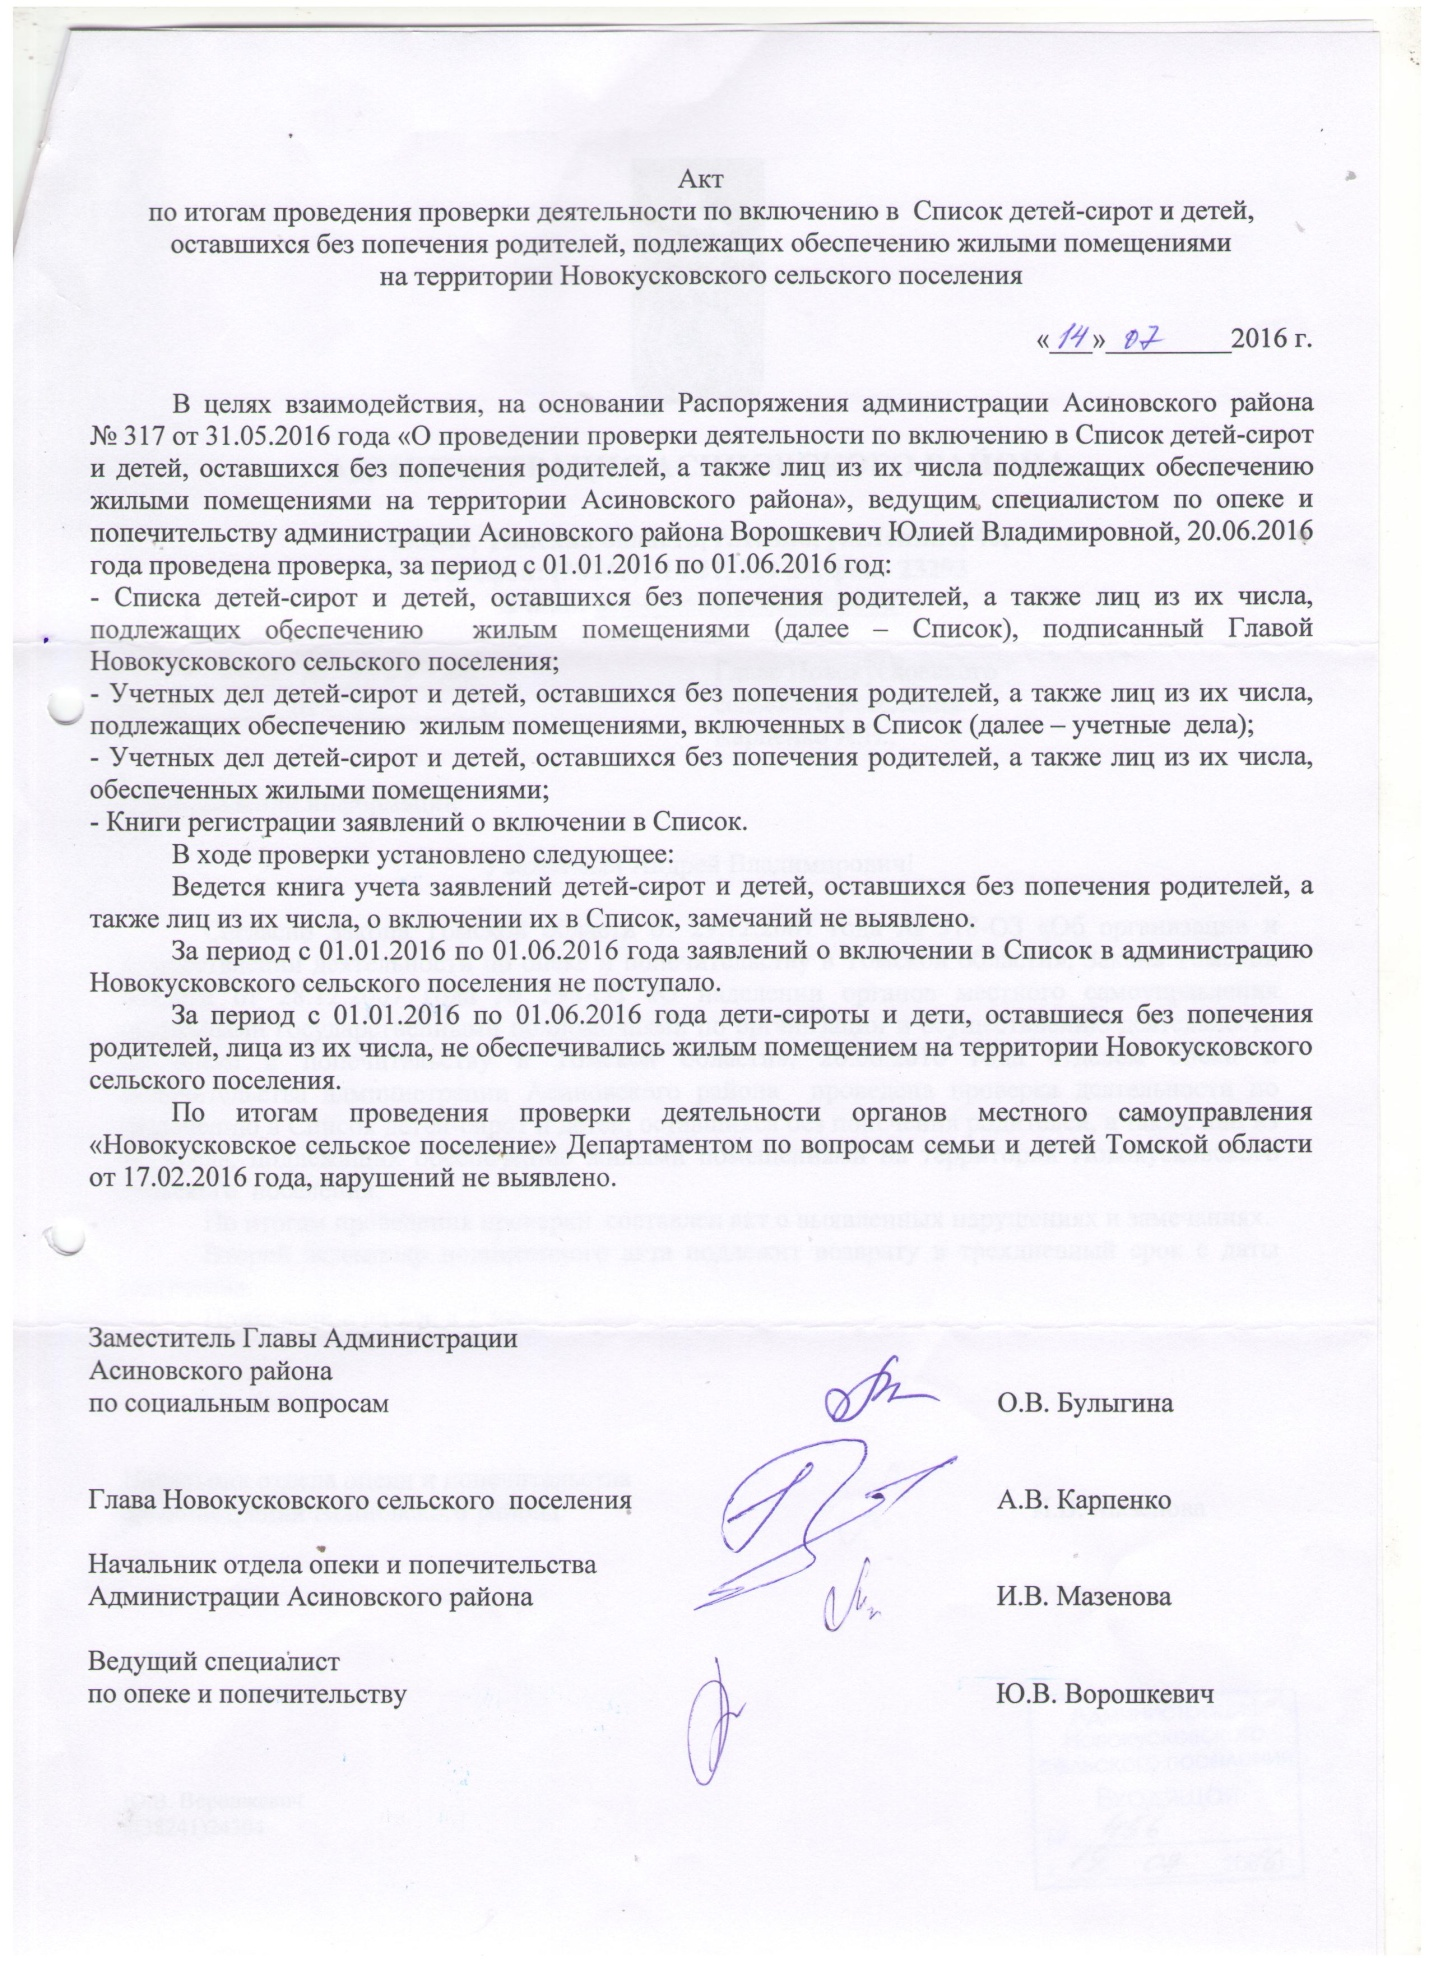 Акт
по итогам проведения проверки деятельности по включению в Список детей-сирот и детей,
оставшихся без попечения родителей, подлежащих обеспечению жилыми помещениями
на территории Новокусковского сельского поселения
«14» 07 2016 г.
В целях взаимодействия, на основании Распоряжения администрации Асиновского района
№ 317 от 31.05.2016 года «О проведении проверки деятельности по включению в Список детей-сирот
и детей, оставшихся без попечения родителей, а также лиц из их числа подлежащих обеспечению
жилыми помещениями на территории Асиновского района», ведущим специалистом по опеке и
попечительству администрации Асиновского района Ворошкевич Юлией Владимировной, 20.06.2016
года проведена проверка, за период с 01.01.2016 по 01.06.2016 год:
- Списка детей-сирот и детей, оставшихся без попечения родителей, а также лиц из их числа,
подлежащих обеспечению жилым помещениями (далее – Список), подписанный Главой
Новокусковского сельского поселения;
- Учетных дел детей-сирот и детей, оставшихся без попечения родителей, а также лиц из их числа,
подлежащих обеспечению жилым помещениями, включенных в Список (далее – учетные дела);
- Учетных дел детей-сирот и детей, оставшихся без попечения родителей, а также лиц из их числа,
обеспеченных жилыми помещениями;
- Книги регистрации заявлений о включении в Список.
В ходе проверки установлено следующее:
Ведется книга учета заявлений детей-сирот и детей, оставшихся без попечения родителей, а
также лиц из их числа, о включении их в Список, замечаний не выявлено.
За период с 01.01.2016 по 01.06.2016 года заявлений о включении в Список в администрацию
Новокусковского сельского поселения не поступало.
За период с 01.01.2016 по 01.06.2016 года дети-сироты и дети, оставшиеся без попечения
родителей, лица из их числа, не обеспечивались жилым помещением на территории Новокусковского
сельского поселения.
По итогам проведения проверки деятельности органов местного самоуправления
«Новокусковское сельское поселение» Департаментом по вопросам семьи и детей Томской области
от 17.02.2016 года, нарушений не выявлено.
Заместитель Главы Администрации
Асиновского района
по социальным вопросам О.В. Булыгина
Глава Новокусковского сельского поселения А.В. Карпенко
Начальник отдела опеки и попечительства
Администрации Асиновского района И.В. Мазенова
Ведущий специалист
по опеке и попечительству Ю.В. Ворошкевич